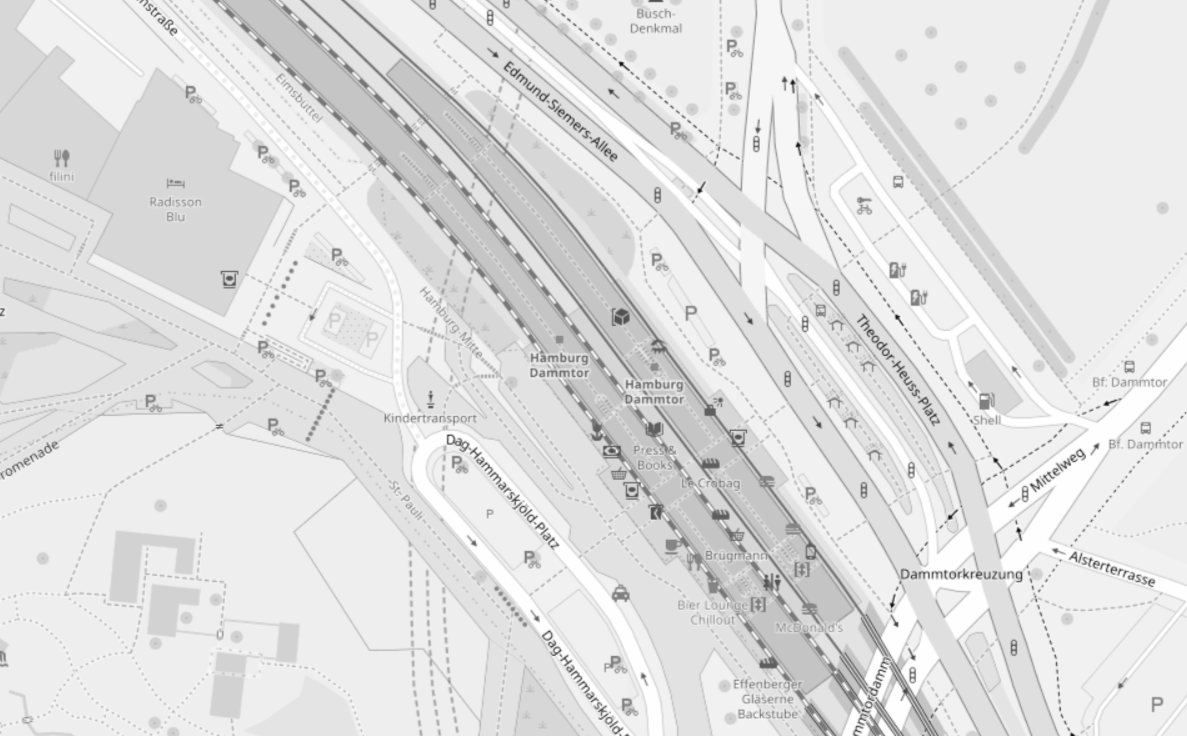 Busch-
Denkmal
Eimsbüttel
Edmund-Siemers-Allee
filini
Radisson
Blu
Hamburg-Mitte
Theodor-Heuss-Platz
Hamburg
Dammtor
Hamburg
Dammtor
Kindertransport
Bf. Dammtor
Shell
Bf. Dammtor
Dag-Hammarskjöld-Platz
Press &
Books
Le Crobag
Mittelweg
romenade
St. Pauli
Brugmann
Dammtorkreuzung
Alsterterrasse
Bier Lounge
Chillout
McDonald's
Dag-Hammarskjöld-
Effenberger
Gläserne
Backstube
mmtordamm